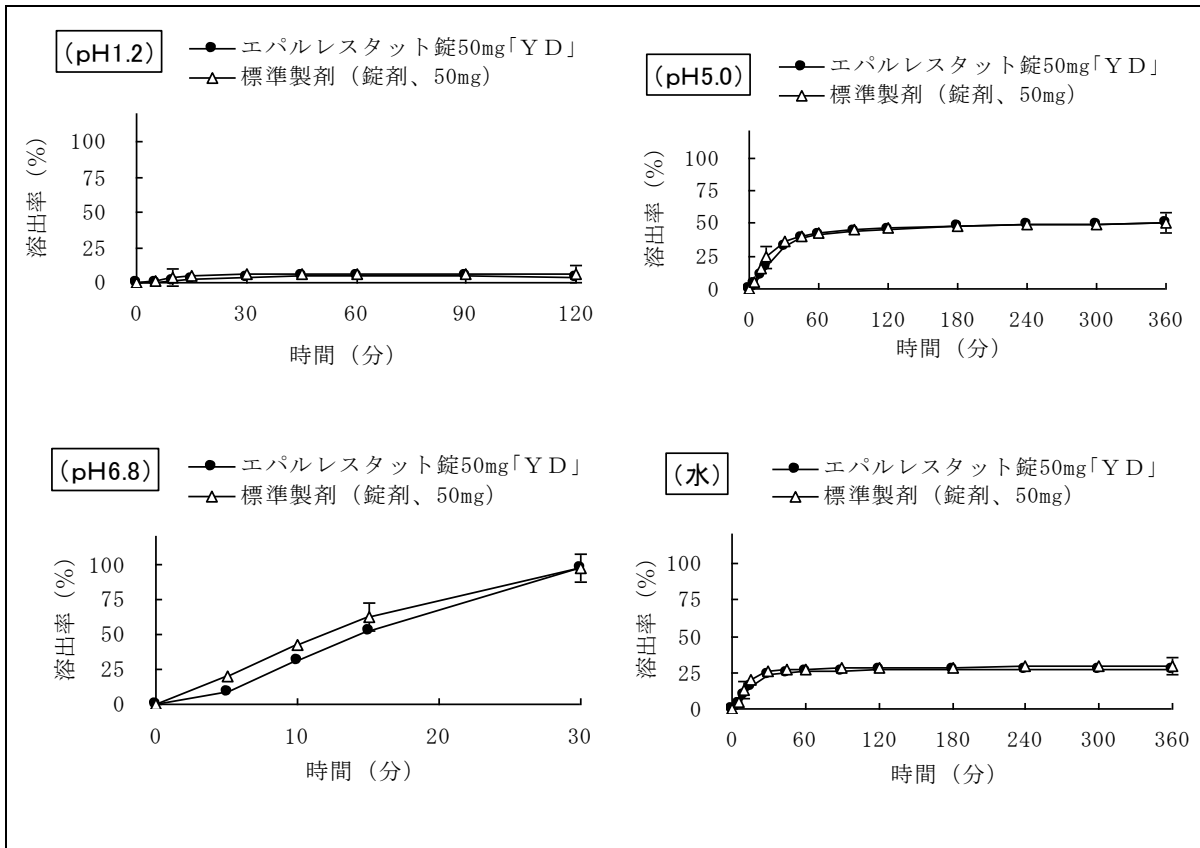 (pH1.2)
エパルレスタット錠50mg「ＹＤ」
標準製剤（錠剤、50mg）
溶出率（%）
100
75
50
25
0
0 30 60 90 120
時間（分）
(pH5.0)
エパルレスタット錠50mg「ＹＤ」
標準製剤（錠剤、50mg）
溶出率（%）
100
75
50
25
0
0 60 120 180 240 300 360
時間（分）
(pH6.8)
エパルレスタット錠50mg「ＹＤ」
標準製剤（錠剤、50mg）
溶出率（%）
100
75
50
25
0
0 10 20 30
時間（分）
(水)
エパルレスタット錠50mg「ＹＤ」
標準製剤（錠剤、50mg）
溶出率（%）
100
75
50
25
0
0 60 120 180 240 300 360
時間（分）